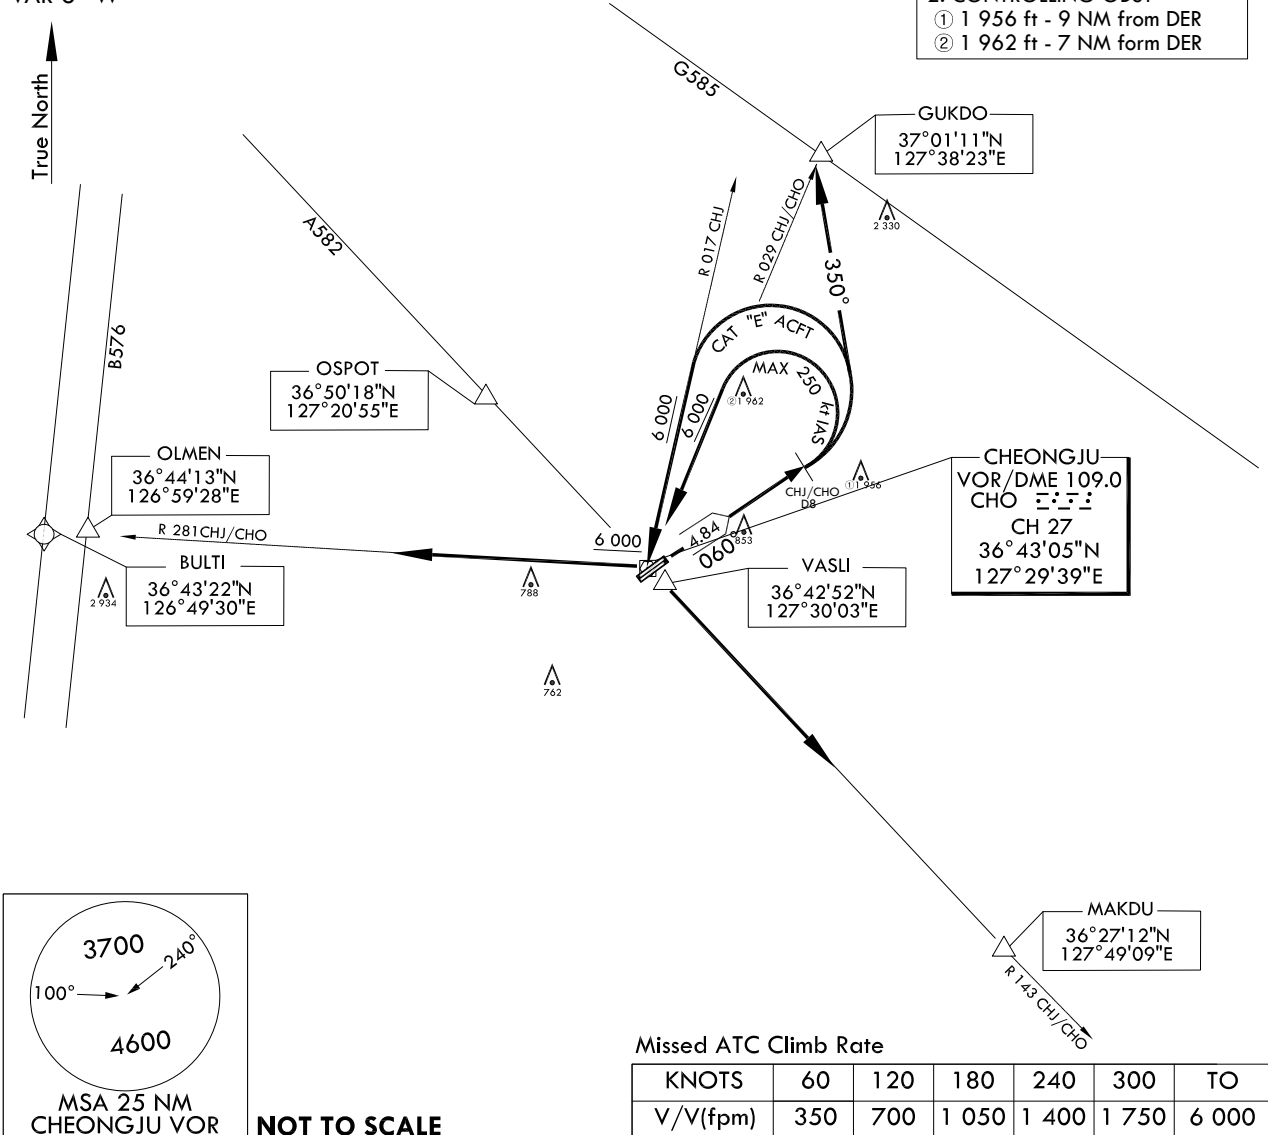 ① 1 956 ft - 9 NM from DER
② 1 962 ft - 7 NM form DER
True North
G585
GUKDO
37°01'11"N
127°38'23"E
2 330
A582
R 017 CHJ
R 029 CHJ/CHO
350°
B576
CAT "E" ACFT
MAX 250 kt IAS
OSPOT
36°50'18"N
127°20'55"E
②1 962
6 000
6 000
OLMEN
36°44'13"N
126°59'28"E
CHEONGJU
VOR/DME 109.0
CHO
CH 27
36°43'05"N
127°29'39"E
①1 956
CHJ/CHO
D8
R 281CHJ/CHO
6 000
4.84
060°
853
BULTI
36°43'22"N
126°49'30"E
2 934
788
VASLI
36°42'52"N
127°30'03"E
762
MAKDU
36°27'12"N
127°49'09"E
R 143 CHJ/CHO
3700
240°
100°
4600
MSA 25 NM
CHEONGJU VOR
NOT TO SCALE
Missed ATC Climb Rate
KNOTS 60 120 180 240 300 TO
V/V(fpm) 350 700 1 050 1 400 1 750 6 000